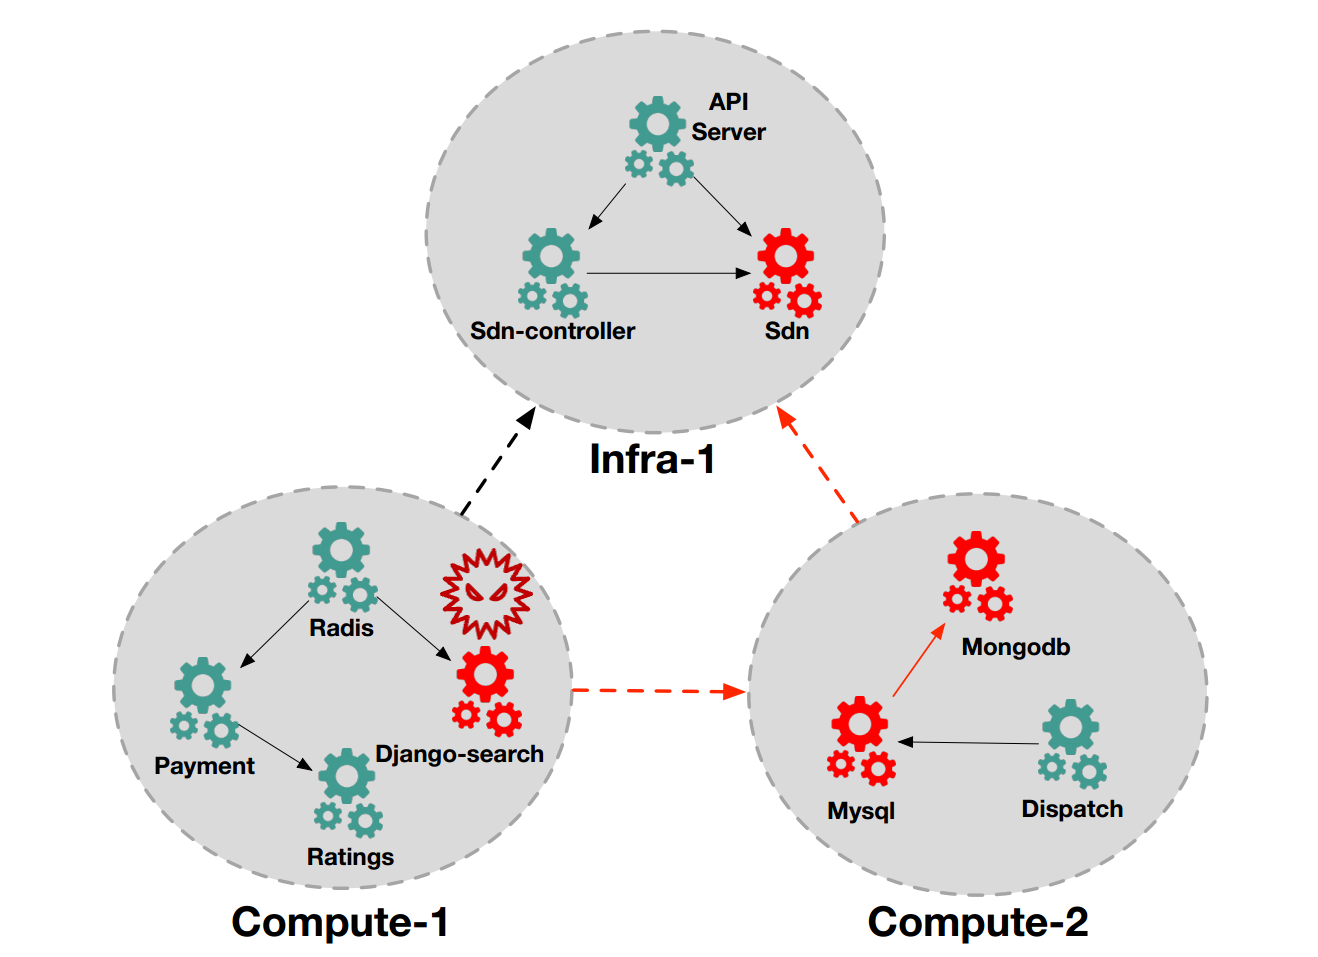 API
Server
Sdn-controller
Sdn
Infra-1
Radis
Payment
Django-search
Ratings
Compute-1
Mongodb
Mysql
Dispatch
Compute-2